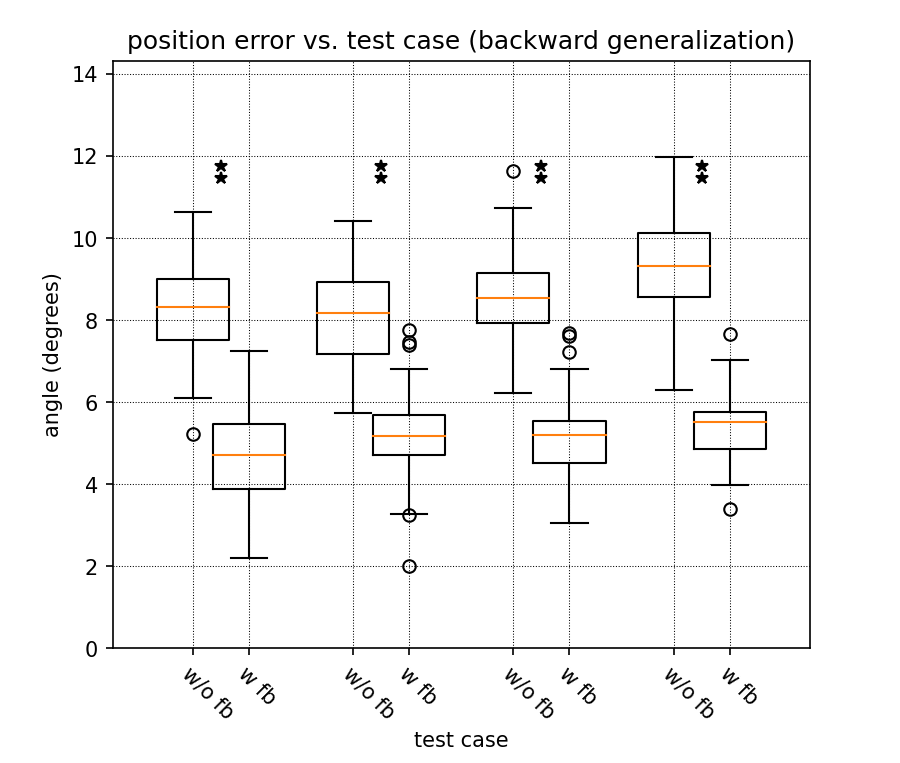 position error vs. test case (backward generalization)
14
12
10
8
6
4
2
0
angle (degrees)
w/o fb w fb w/o fb w fb w/o fb w fb w/o fb w fb
test case